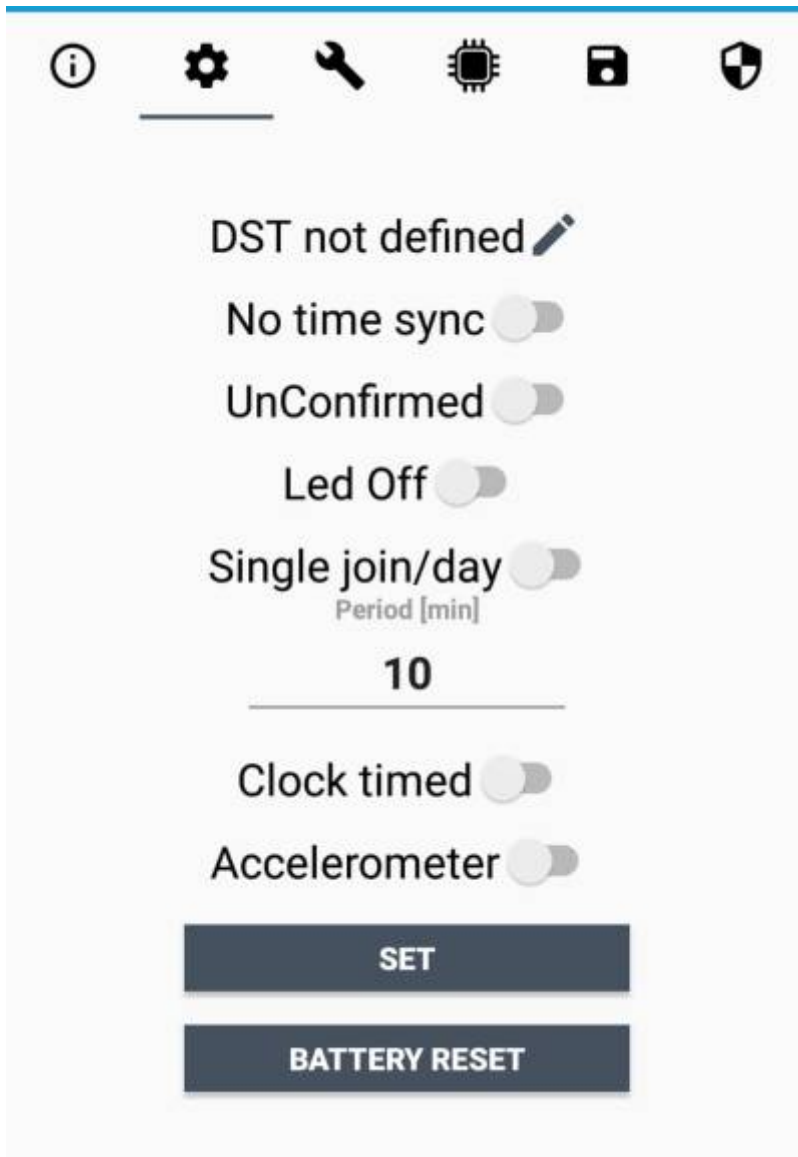 DST not defined
No time sync
UnConfirmed
Led Off
Single join/day
Period [min]
10
Clock timed
Accelerometer
SET
BATTERY RESET